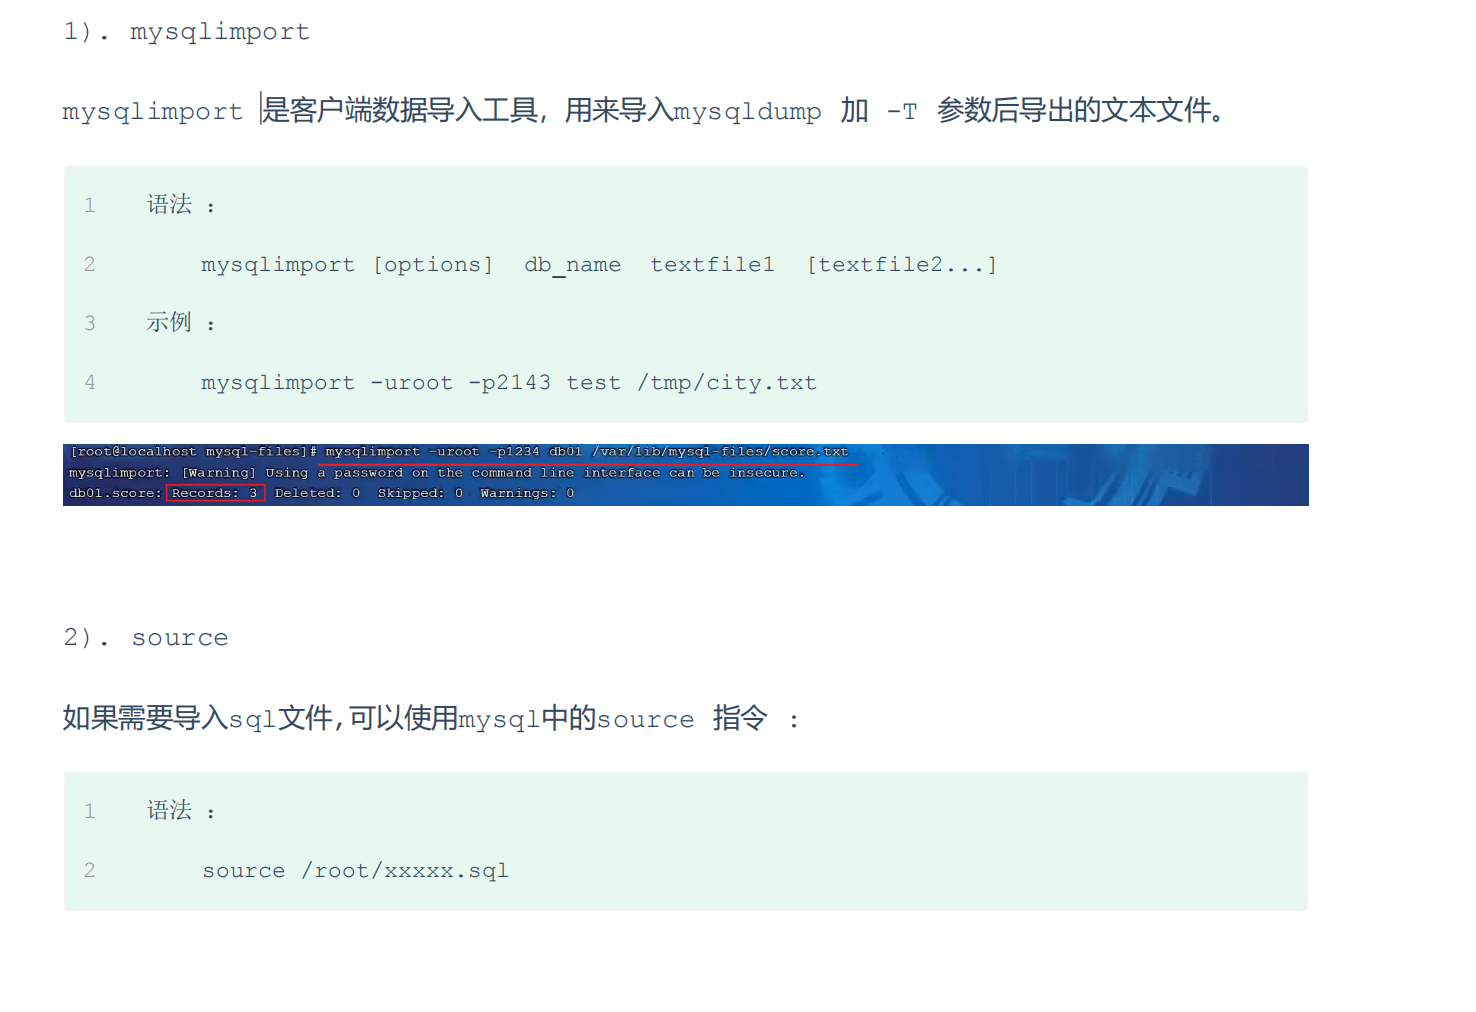 1). mysqlimport
mysqlimport 是客户端数据导入工具，用来导入mysqldump 加 -T 参数后导出的文本文件。
1 语法 :
2 mysqlimport [options] db_name textfile1 [textfile2...]
3 示例 :
4 mysqlimport -uroot -p2143 test /tmp/city.txt
[root@localhost mysql-files]# mysqlimport -uroot -p1234 db01 /var/lib/mysql-files/score.txt
mysqlimport: [Warning] Using a password on the command line interface can be insecure.
db01.score: Records: 3 Deleted: 0 Skipped: 0 Warnings: 0
2). source
如果需要导入sql文件,可以使用mysql中的source 指令 :
1 语法 :
2 source /root/xxxxx.sql